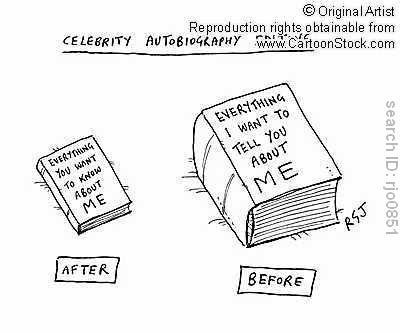 © Original Artist
Reproduction rights obtainable from
www.CartoonStock.com
CELEBRITY AUTOBIOGRAPHY
EVERYTHING
YOU WANT
TO KNOW
ABOUT
ME
AFTER
EVERYTHING
I WANT TO
TELL YOU
ABOUT
ME
BEFORE
RGJ
search ID: rjo0851